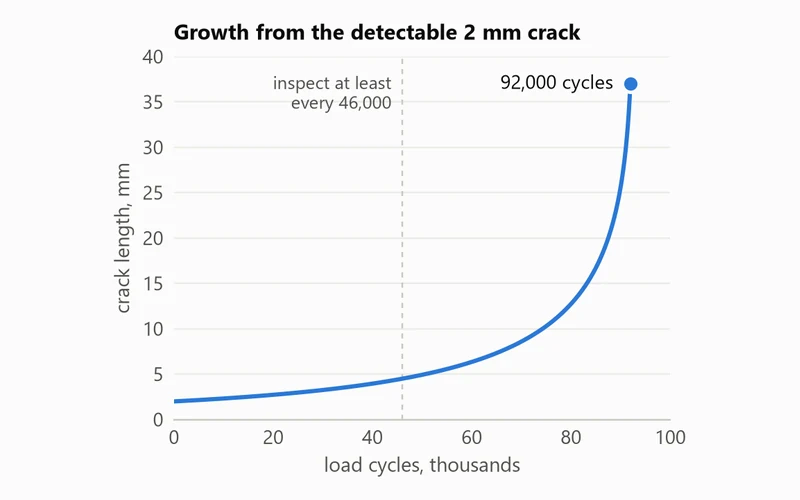 Growth from the detectable 2 mm crack
40
35
30
25
20
15
10
5
0
crack length, mm
inspect at least
every 46,000
92,000 cycles
0 20 40 60 80 100
load cycles, thousands